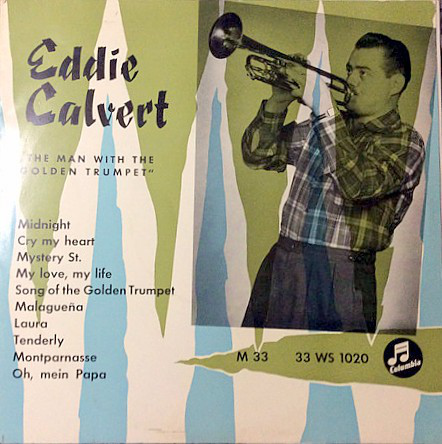 Eddie
Calvert
"THE MAN WITH THE
GOLDEN TRUMPET"
Midnight
Cry my heart
Mystery St.
My love, my life
Song of the Golden Trumpet
Malagueña
Laura
Tenderly
Montparnasse
Oh, mein Papa
M 33 33 WS 1020
Columbia